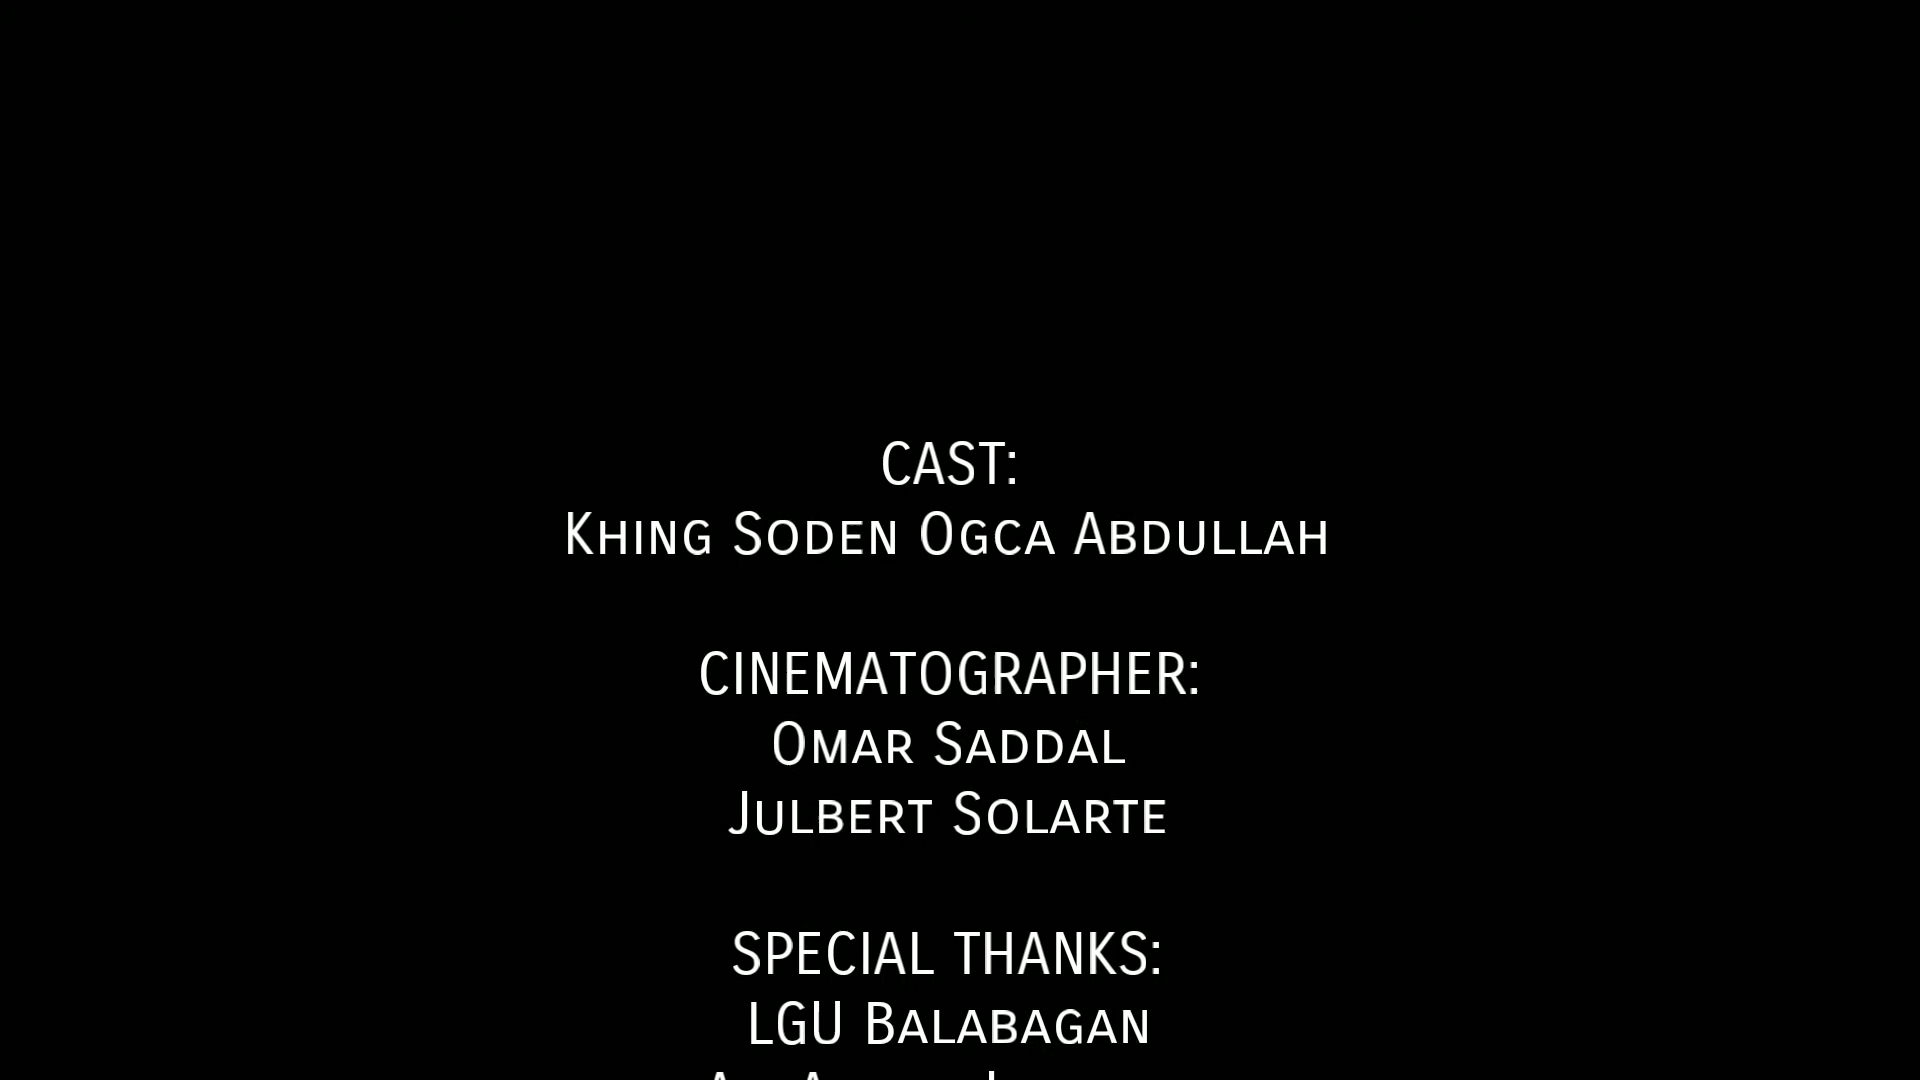 CAST:
Khing Soden Ogca Abdullah
CINEMATOGRAPHER:
Omar Saddal
Julbert Solarte
SPECIAL THANKS:
LGU Balabagan